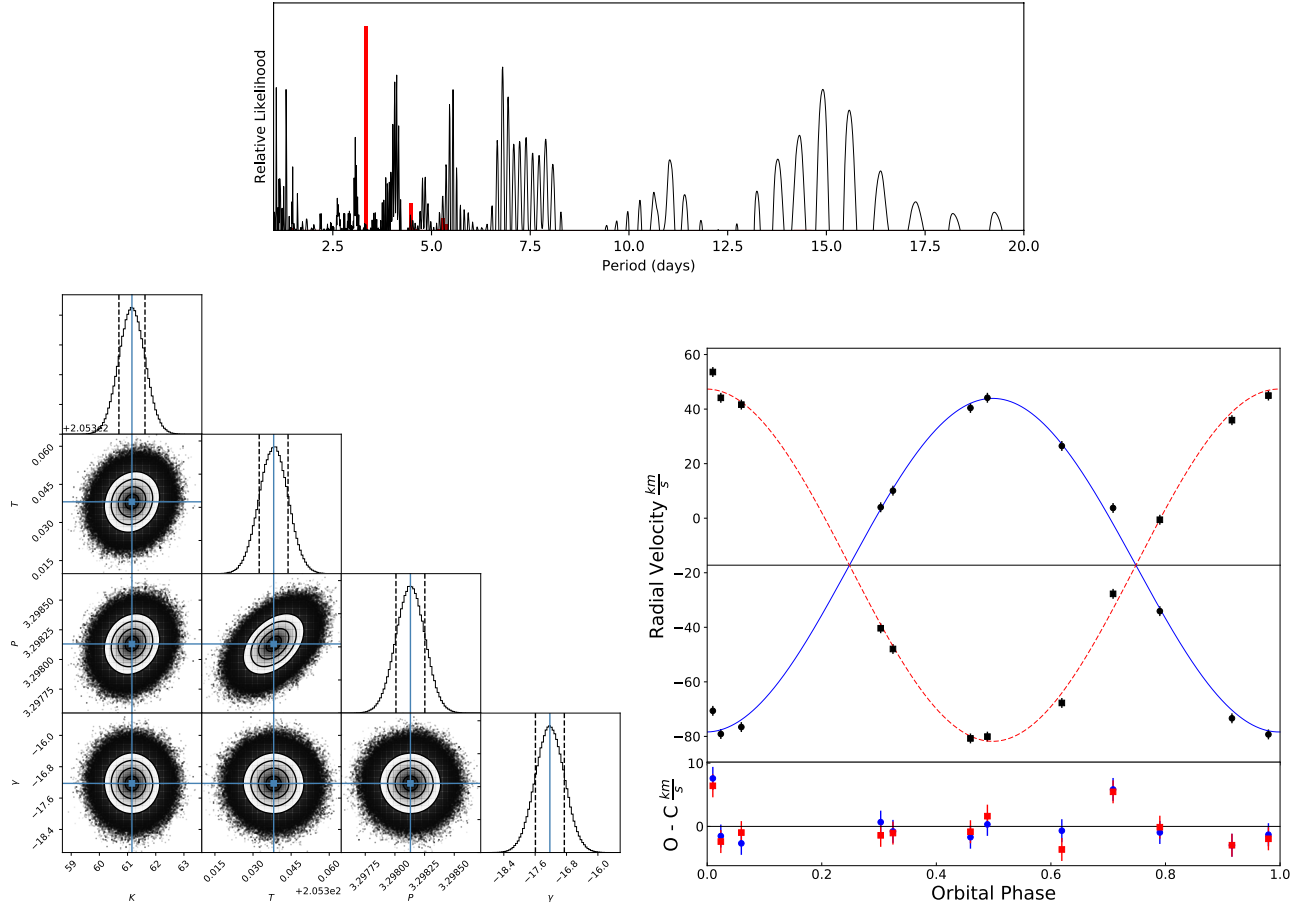 Relative Likelihood
2.5 5.0 7.5 10.0 12.5 15.0 17.5 20.0
Period (days)
+2.053e2
T
0.060
0.045
0.030
0.015
P
3.29850
3.29825
3.29800
3.29775
γ
−16.0
−16.8
−17.6
−18.4
59 60 61 62 63
K
0.015 0.030 0.045 0.060
+2.053e2
T
3.29775 3.29800 3.29825 3.29850
P
−18.4 −17.6 −16.8 −16.0
γ
Radial Velocity km/s
60
40
20
0
−20
−40
−60
−80
O - C km/s
10
0
0.0 0.2 0.4 0.6 0.8 1.0
Orbital Phase